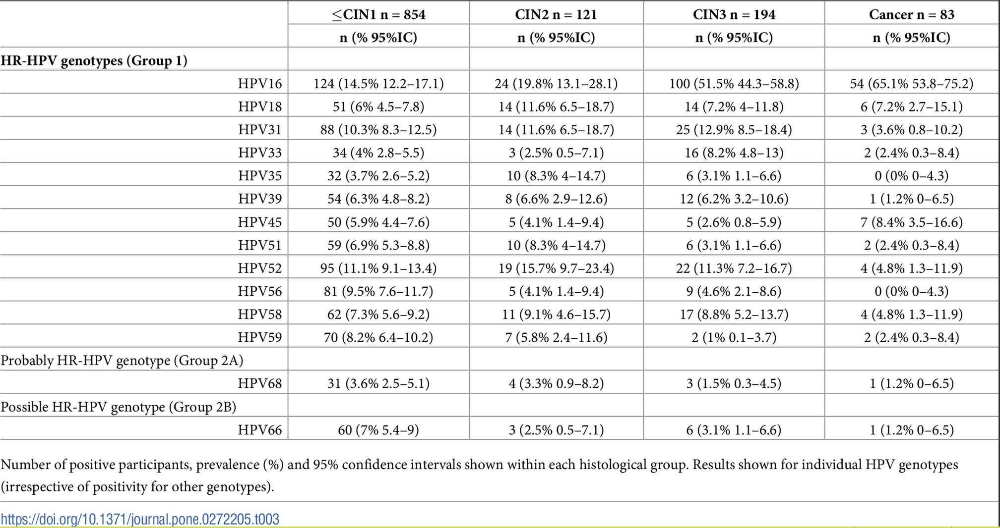 ≤CIN1 n = 854 CIN2 n = 121 CIN3 n = 194 Cancer n = 83
n (% 95%IC) n (% 95%IC) n (% 95%IC) n (% 95%IC)
HR-HPV genotypes (Group 1)
HPV16 124 (14.5% 12.2–17.1) 24 (19.8% 13.1–28.1) 100 (51.5% 44.3–58.8) 54 (65.1% 53.8–75.2)
HPV18 51 (6% 4.5–7.8) 14 (11.6% 6.5–18.7) 14 (7.2% 4–11.8) 6 (7.2% 2.7–15.1)
HPV31 88 (10.3% 8.3–12.5) 14 (11.6% 6.5–18.7) 25 (12.9% 8.5–18.4) 3 (3.6% 0.8–10.2)
HPV33 34 (4% 2.8–5.5) 3 (2.5% 0.5–7.1) 16 (8.2% 4.8–13) 2 (2.4% 0.3–8.4)
HPV35 32 (3.7% 2.6–5.2) 10 (8.3% 4–14.7) 6 (3.1% 1.1–6.6) 0 (0% 0–4.3)
HPV39 54 (6.3% 4.8–8.2) 8 (6.6% 2.9–12.6) 12 (6.2% 3.2–10.6) 1 (1.2% 0–6.5)
HPV45 50 (5.9% 4.4–7.6) 5 (4.1% 1.4–9.4) 5 (2.6% 0.8–5.9) 7 (8.4% 3.5–16.6)
HPV51 59 (6.9% 5.3–8.8) 10 (8.3% 4–14.7) 6 (3.1% 1.1–6.6) 2 (2.4% 0.3–8.4)
HPV52 95 (11.1% 9.1–13.4) 19 (15.7% 9.7–23.4) 22 (11.3% 7.2–16.7) 4 (4.8% 1.3–11.9)
HPV56 81 (9.5% 7.6–11.7) 5 (4.1% 1.4–9.4) 9 (4.6% 2.1–8.6) 0 (0% 0–4.3)
HPV58 62 (7.3% 5.6–9.2) 11 (9.1% 4.6–15.7) 17 (8.8% 5.2–13.7) 4 (4.8% 1.3–11.9)
HPV59 70 (8.2% 6.4–10.2) 7 (5.8% 2.4–11.6) 2 (1% 0.1–3.7) 2 (2.4% 0.3–8.4)
Probably HR-HPV genotype (Group 2A)
HPV68 31 (3.6% 2.5–5.1) 4 (3.3% 0.9–8.2) 3 (1.5% 0.3–4.5) 1 (1.2% 0–6.5)
Possible HR-HPV genotype (Group 2B)
HPV66 60 (7% 5.4–9) 3 (2.5% 0.5–7.1) 6 (3.1% 1.1–6.6) 1 (1.2% 0–6.5)
Number of positive participants, prevalence (%) and 95% confidence intervals shown within each histological group. Results shown for individual HPV genotypes
(irrespective of positivity for other genotypes).
https://doi.org/10.1371/journal.pone.0272205.t003